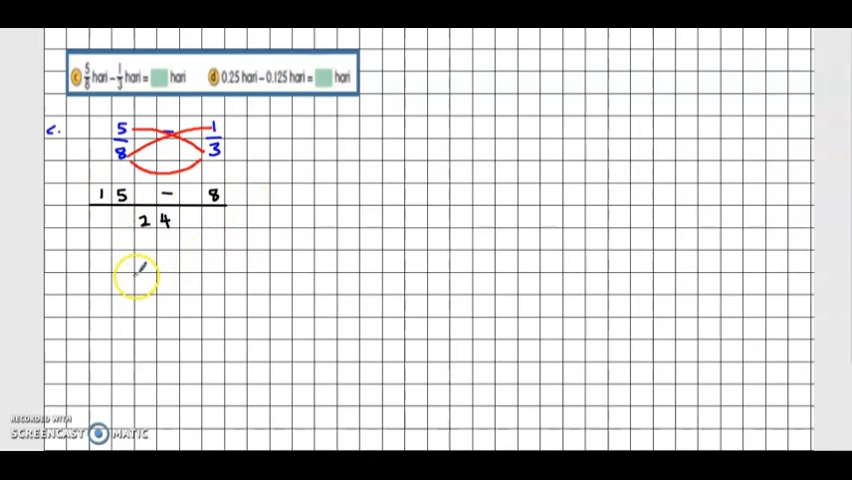 c 5/8 hari – 1/3 hari = hari d 0.25 hari – 0.125 hari = hari
c. 5/8 - 1/3
15 - 8
24
RECORDED WITH
SCREENCAST MATIC